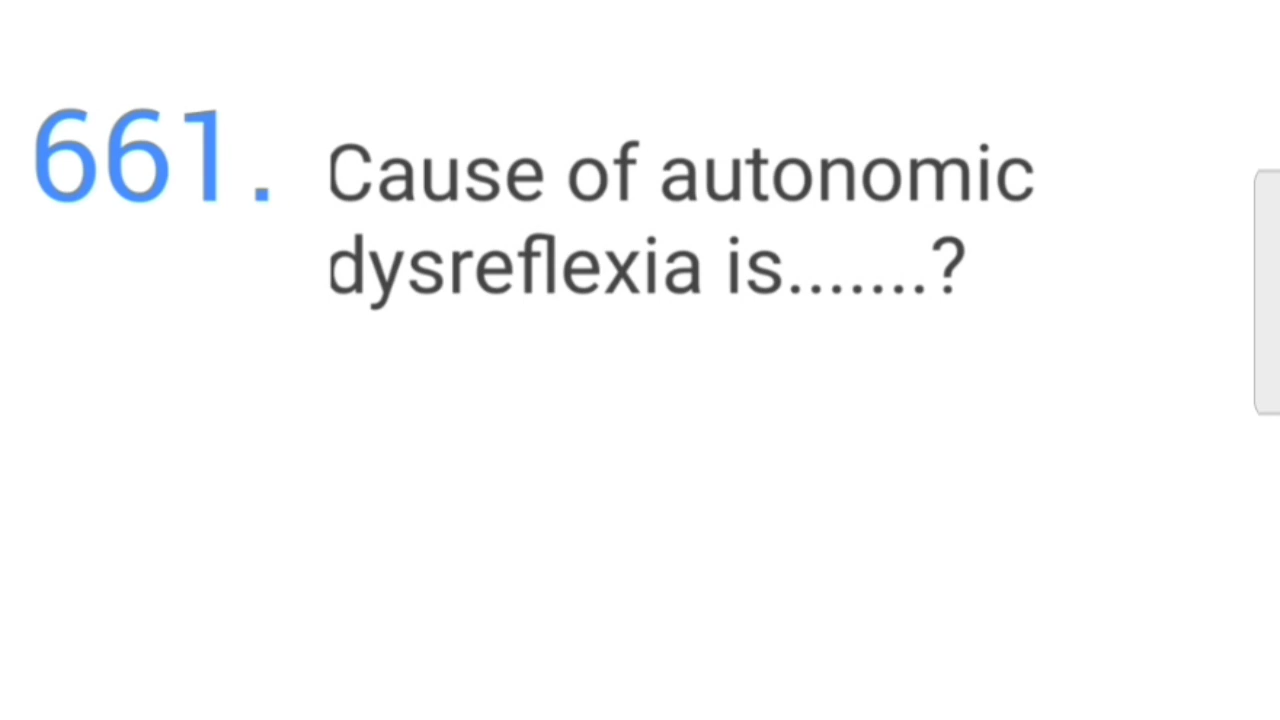 661. Cause of autonomic
dysreflexia is.......?